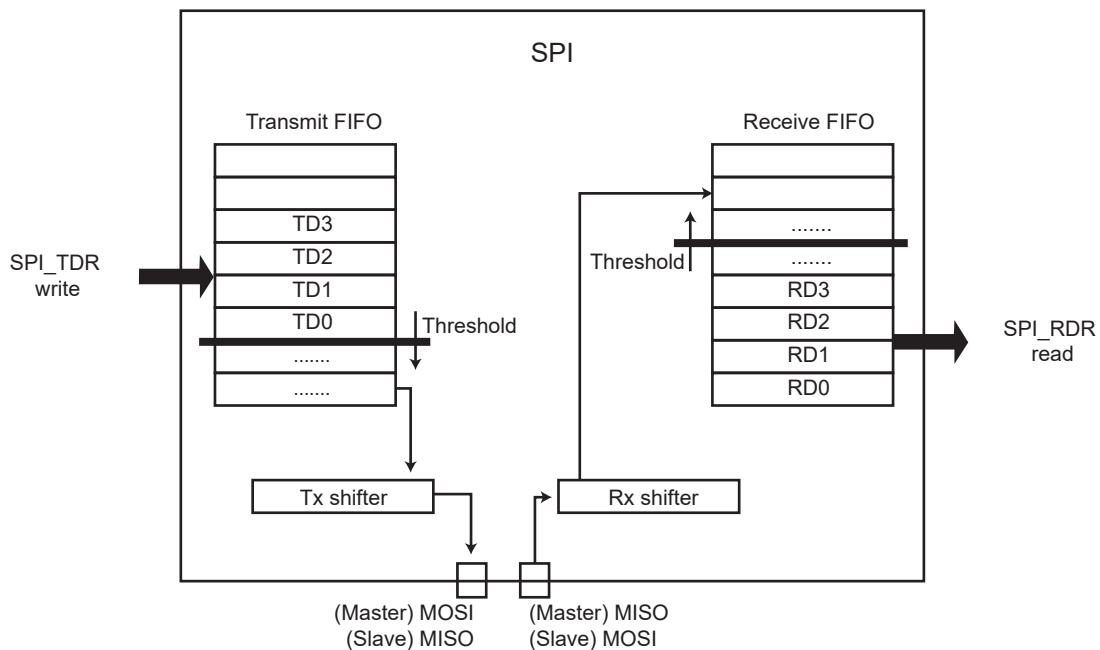 SPI
Transmit FIFO
TD3
TD2
TD1
TD0
.......
.......
Threshold
SPI_TDR
write
Receive FIFO
.......
.......
RD3
RD2
RD1
RD0
Threshold
SPI_RDR
read
Tx shifter
Rx shifter
(Master) MOSI
(Slave) MISO
(Master) MISO
(Slave) MOSI